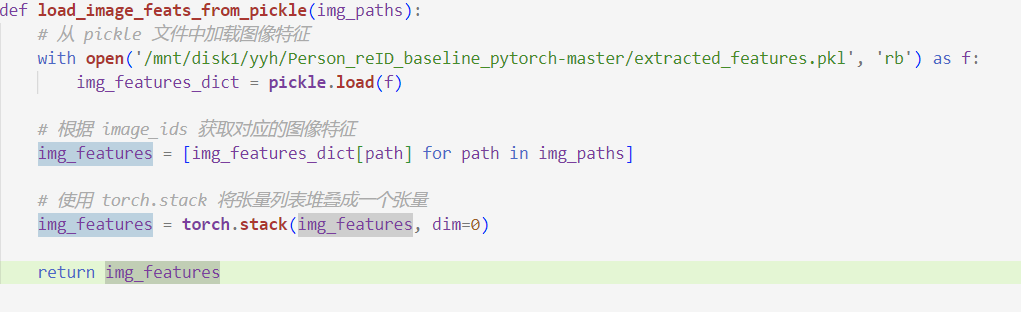 def load_image_feats_from_pickle(img_paths):
# 从 pickle 文件中加载图像特征
with open('/mnt/disk1/yyh/Person_reID_baseline_pytorch-master/extracted_features.pkl', 'rb') as f:
img_features_dict = pickle.load(f)
# 根据 image_ids 获取对应的图像特征
img_features = [img_features_dict[path] for path in img_paths]
# 使用 torch.stack 将张量列表堆叠成一个张量
img_features = torch.stack(img_features, dim=0)
return img_features